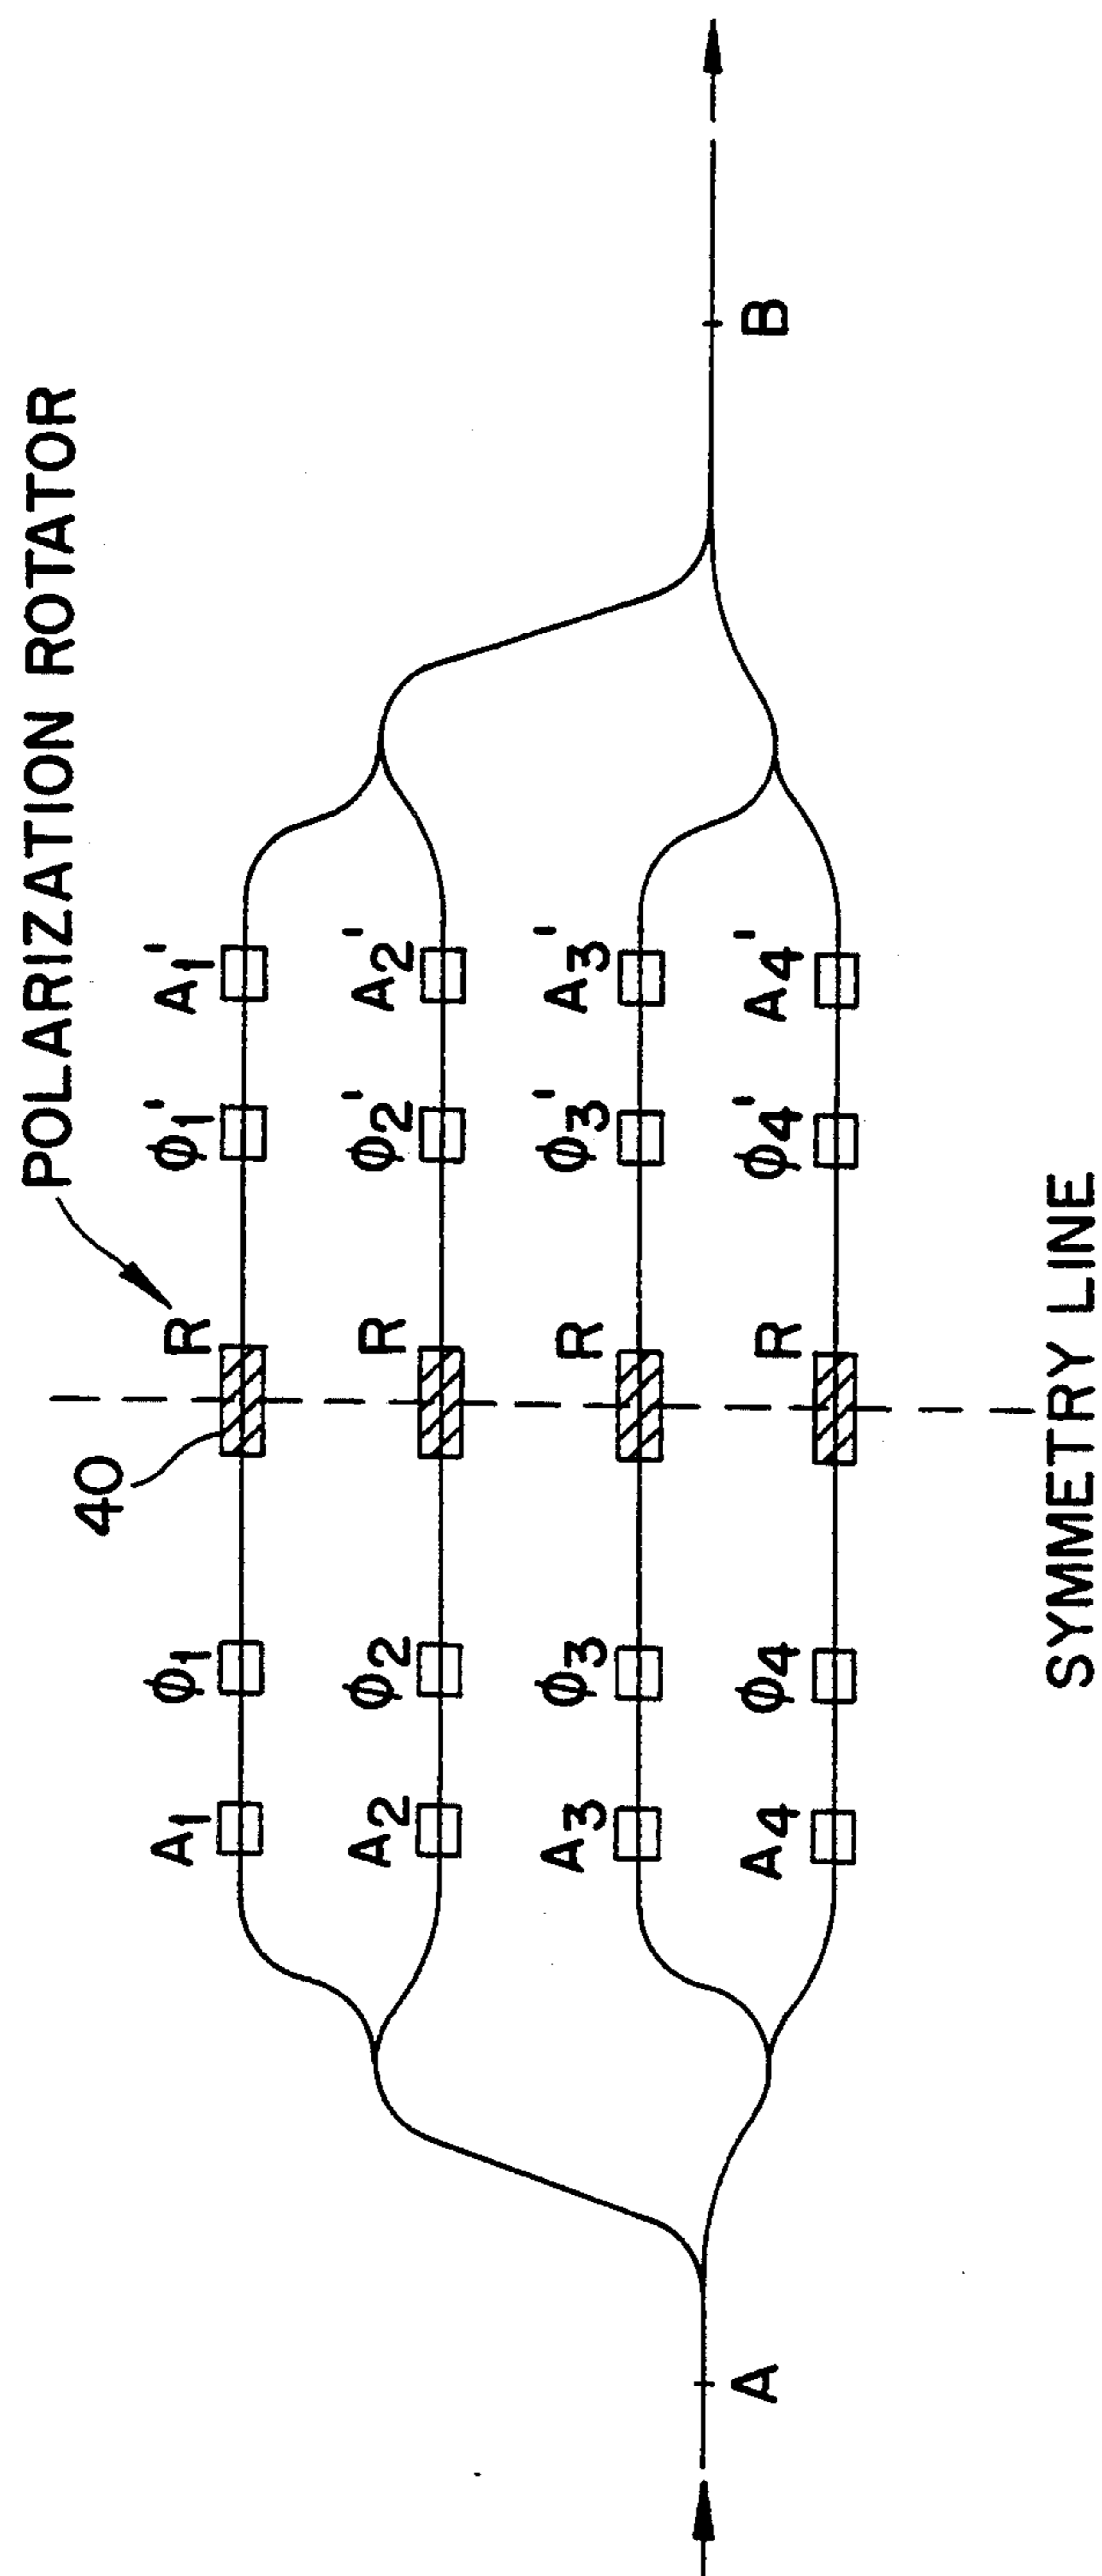 POLARIZATION ROTATOR
40
A1 ϕ1 R ϕ1' A1'
A2 ϕ2 R ϕ2' A2'
A3 ϕ3 R ϕ3' A3'
A4 ϕ4 R ϕ4' A4'
A B
SYMMETRY LINE